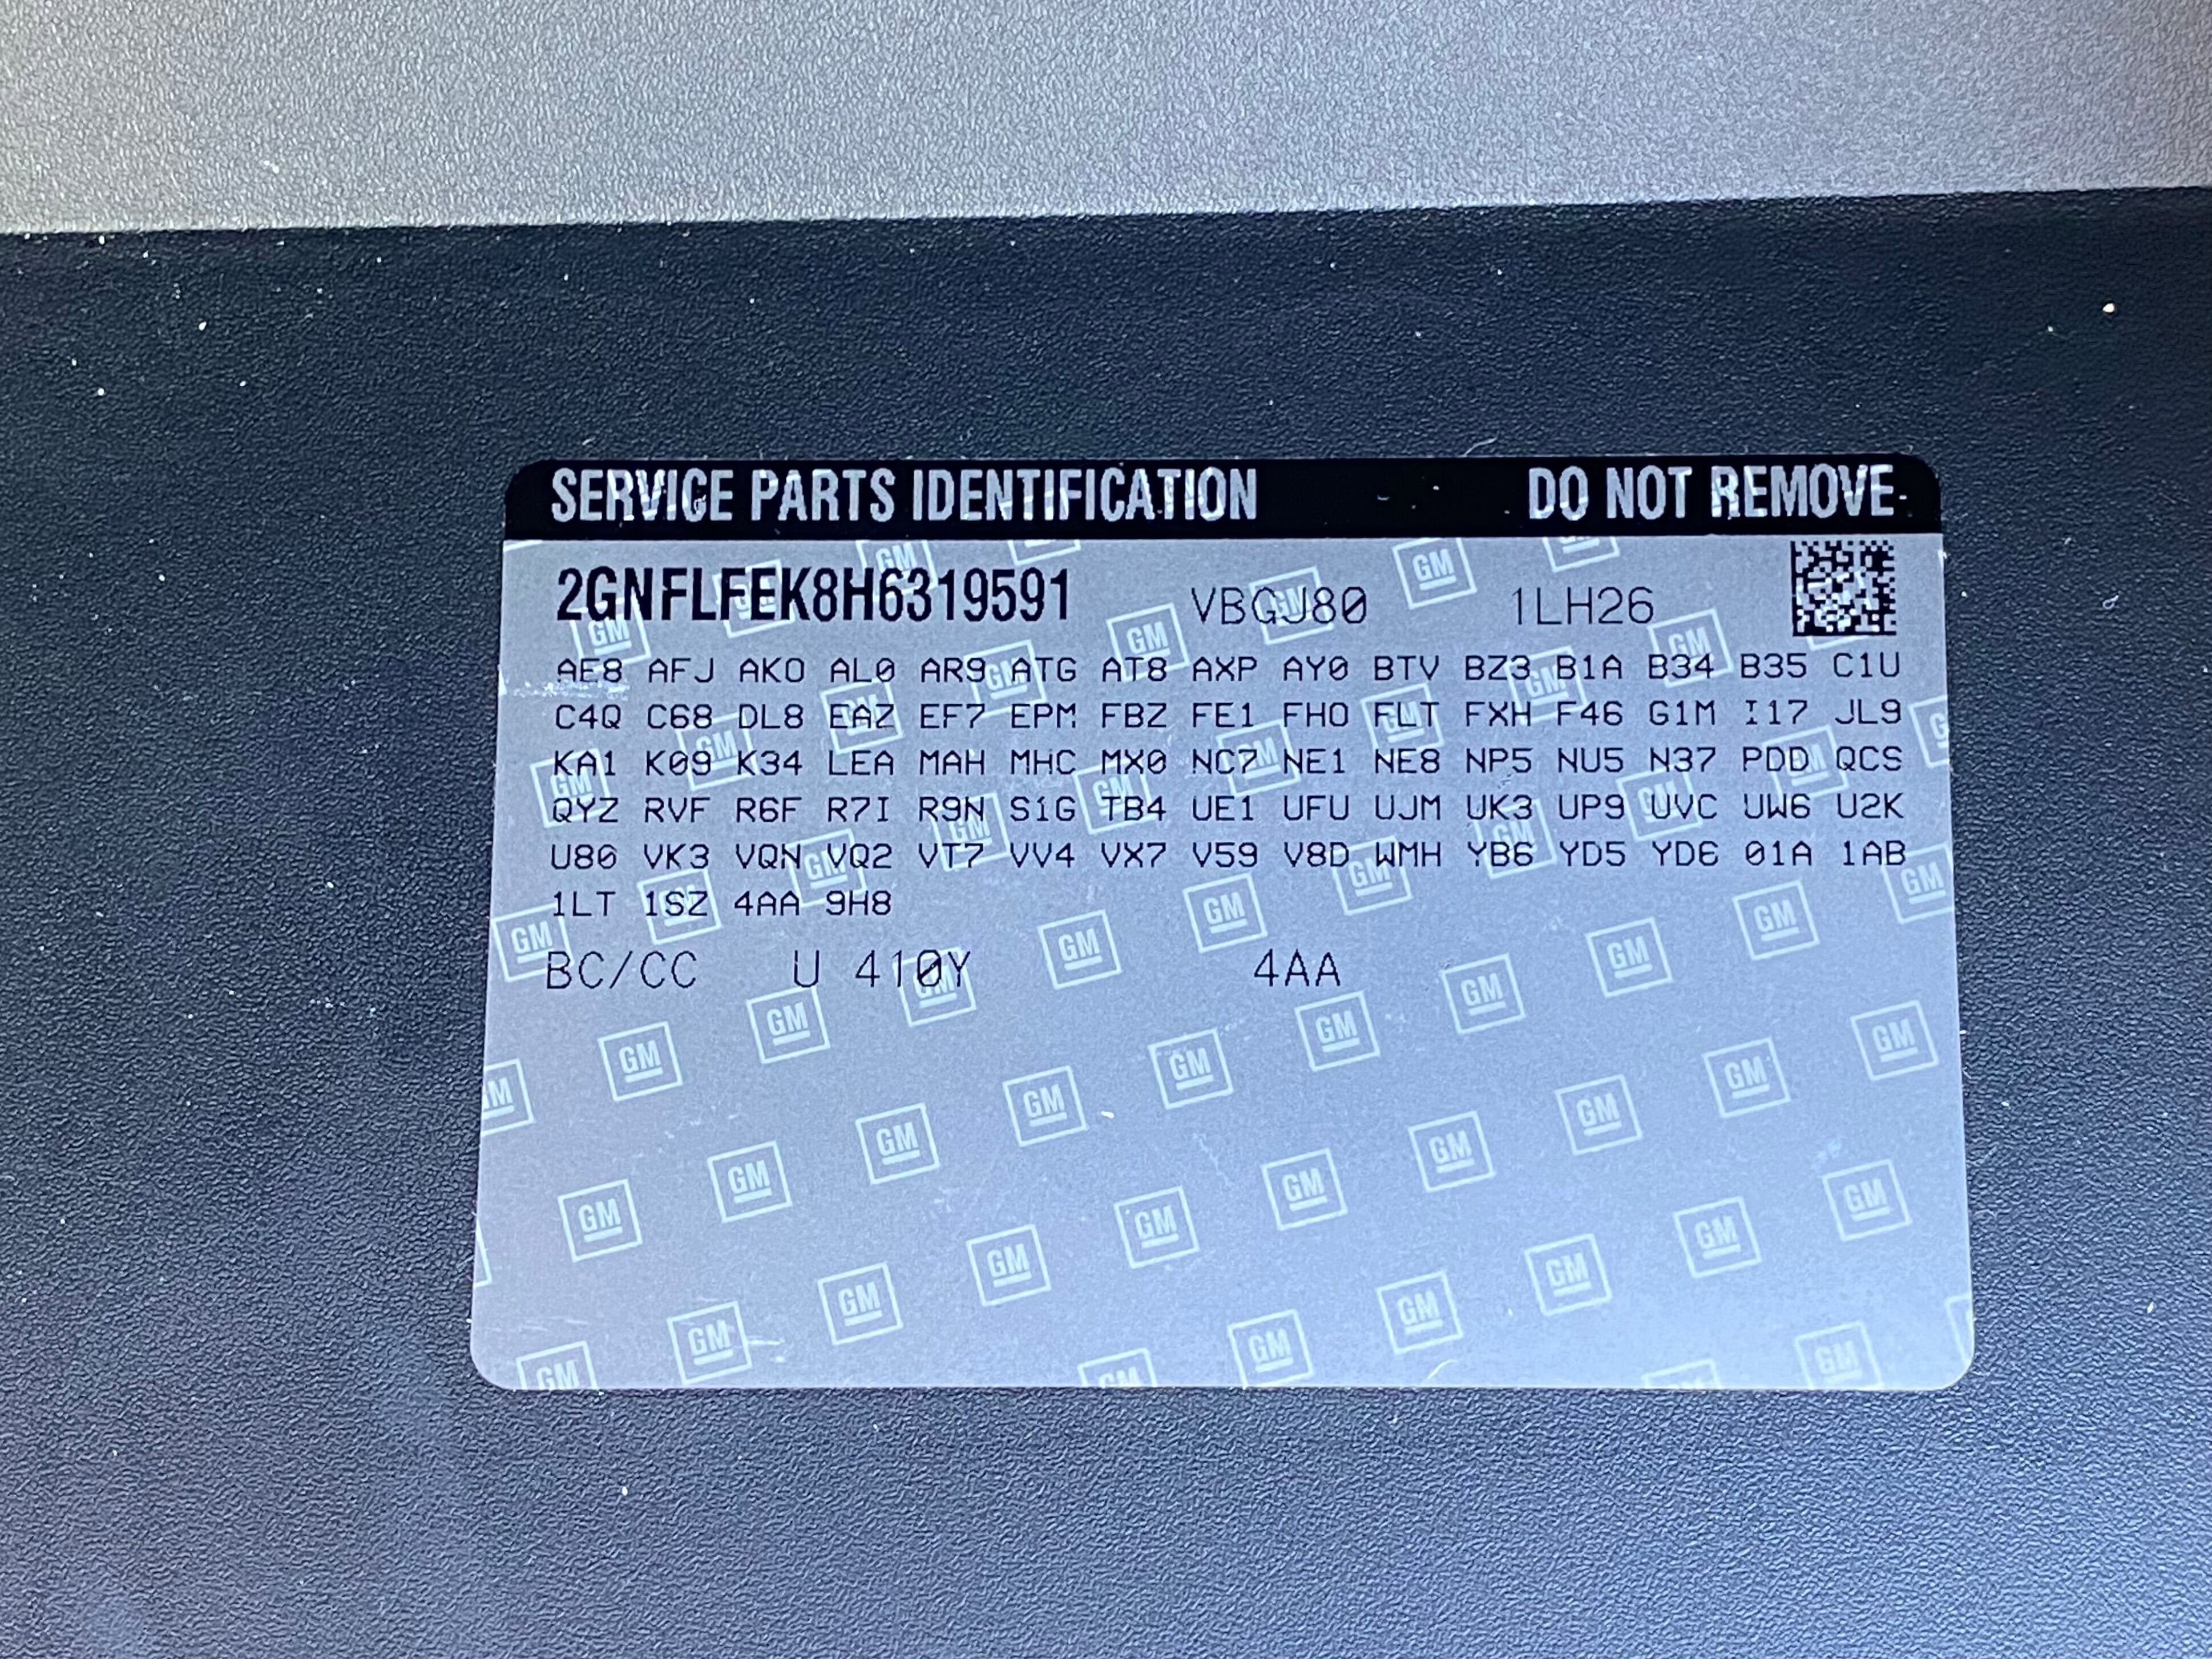 SERVICE PARTS IDENTIFICATION DO NOT REMOVE
2GNFLFEK8H6319591 VBGJ80 1LH26
AE8 AFJ AKO AL0 AR9 ATG AT8 AXP AY0 BTV BZ3 B1A B34 B35 C1U
C4Q C68 DL8 EAZ EF7 EPM FBZ FE1 FHO FLT FXH F46 G1M I17 JL9
KA1 K09 K34 LEA MAH MHC MX0 NC7 NE1 NE8 NP5 NU5 N37 PDD QCS
QYZ RVF R6F R7I R9N S1G TB4 UE1 UFU UJM UK3 UP9 UVC UW6 U2K
U80 VK3 VQN VQ2 VT7 VV4 VX7 V59 V8D WMH YB6 YD5 YD6 01A 1AB
1LT 1SZ 4AA 9H8
BC/CC U 410Y 4AA